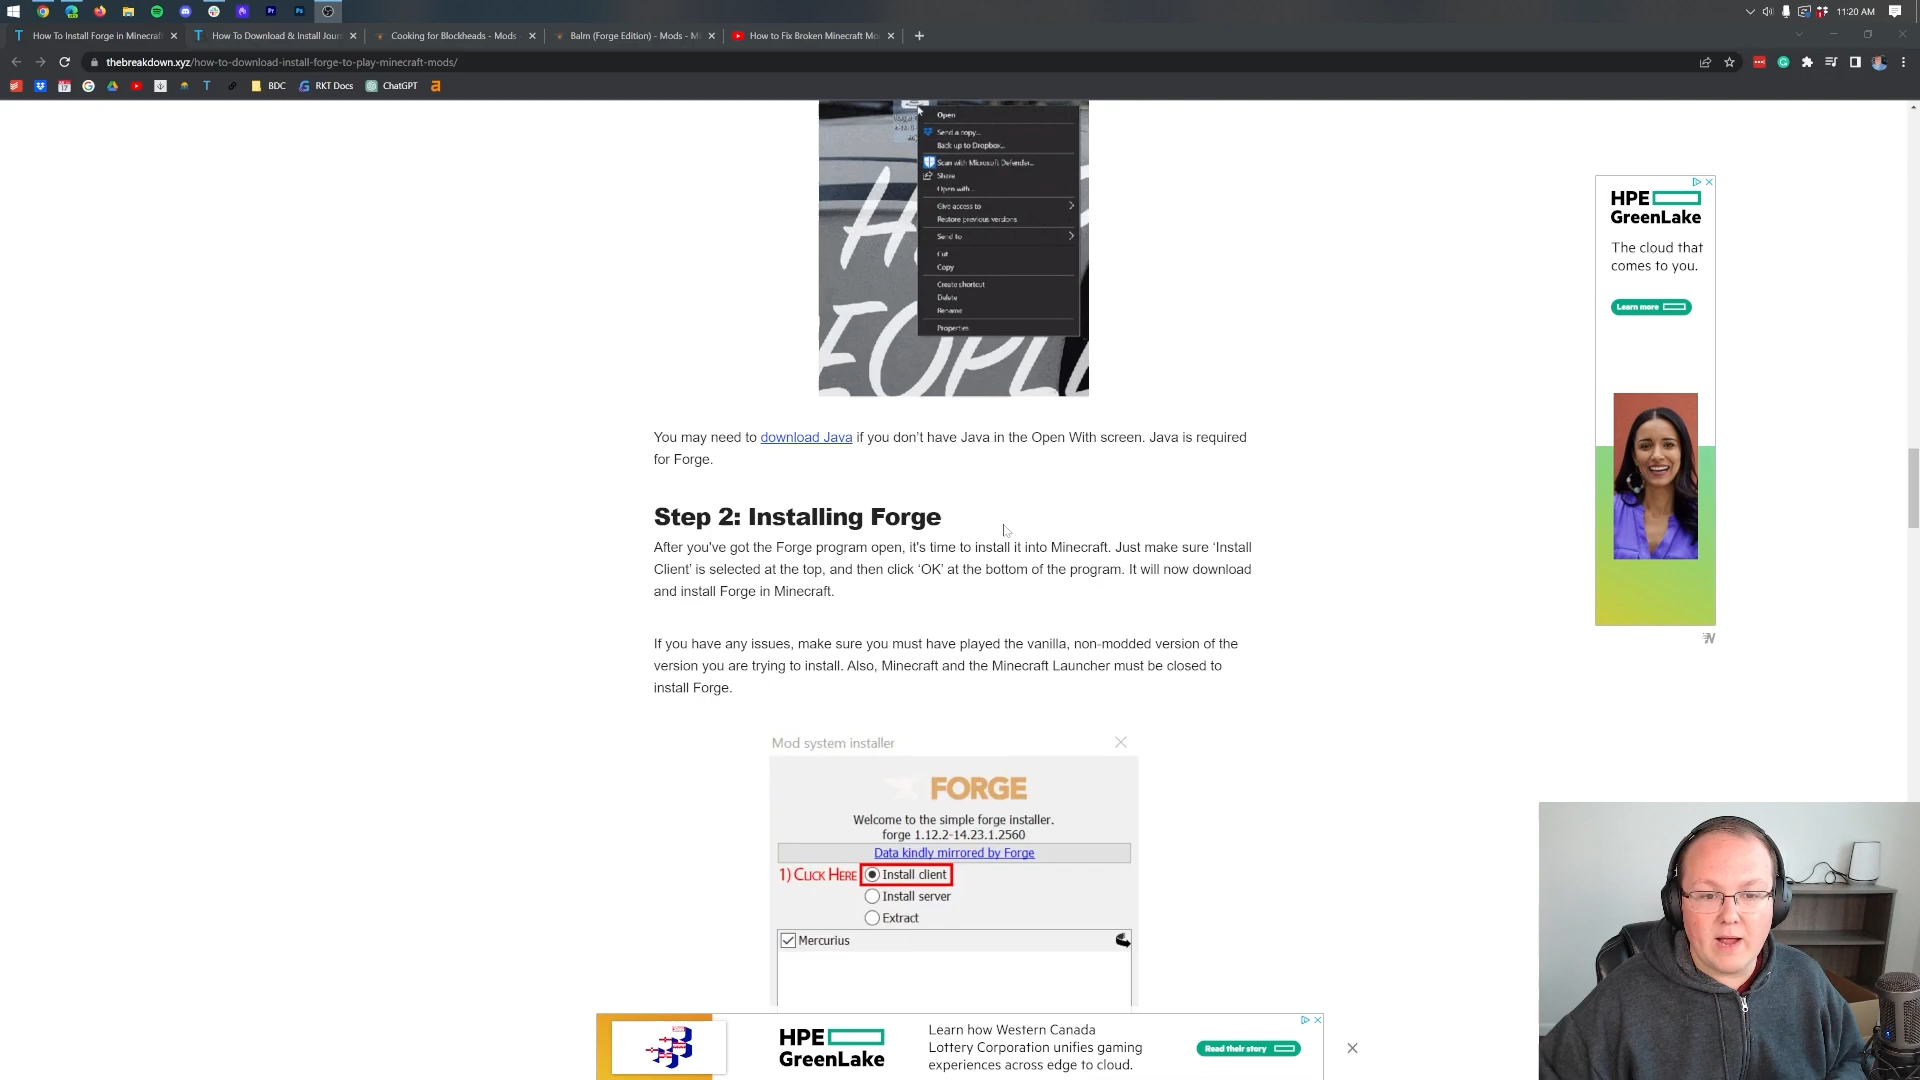 11:20 AM
How To Install Forge in Minecraft
How To Download & Install Jour
Cooking for Blockheads - Mods -
Balm (Forge Edition) - Mods - Mi
How to Fix Broken Minecraft Mo
thebreakdown.xyz/how-to-download-install-forge-to-play-minecraft-mods/
BDC
RKT Docs
ChatGPT
Open
Send a copy...
Back up to Dropbox...
Scan with Microsoft Defender...
Share
Open with...
Give access to
Restore previous versions
Send to
Cut
Copy
Create shortcut
Delete
Rename
Properties
You may need to download Java if you don’t have Java in the Open With screen. Java is required
for Forge.
Step 2: Installing Forge
After you've got the Forge program open, it's time to install it into Minecraft. Just make sure ‘Install
Client’ is selected at the top, and then click ‘OK’ at the bottom of the program. It will now download
and install Forge in Minecraft.
If you have any issues, make sure you must have played the vanilla, non-modded version of the
version you are trying to install. Also, Minecraft and the Minecraft Launcher must be closed to
install Forge.
Mod system installer
FORGE
Welcome to the simple forge installer.
forge 1.12.2-14.23.1.2560
Data kindly mirrored by Forge
1) CLICK HERE
Install client
Install server
Extract
Mercurius
HPE
GreenLake
The cloud that
comes to you.
Learn more
HPE
GreenLake
Learn how Western Canada
Lottery Corporation unifies gaming
experiences across edge to cloud.
Read their story